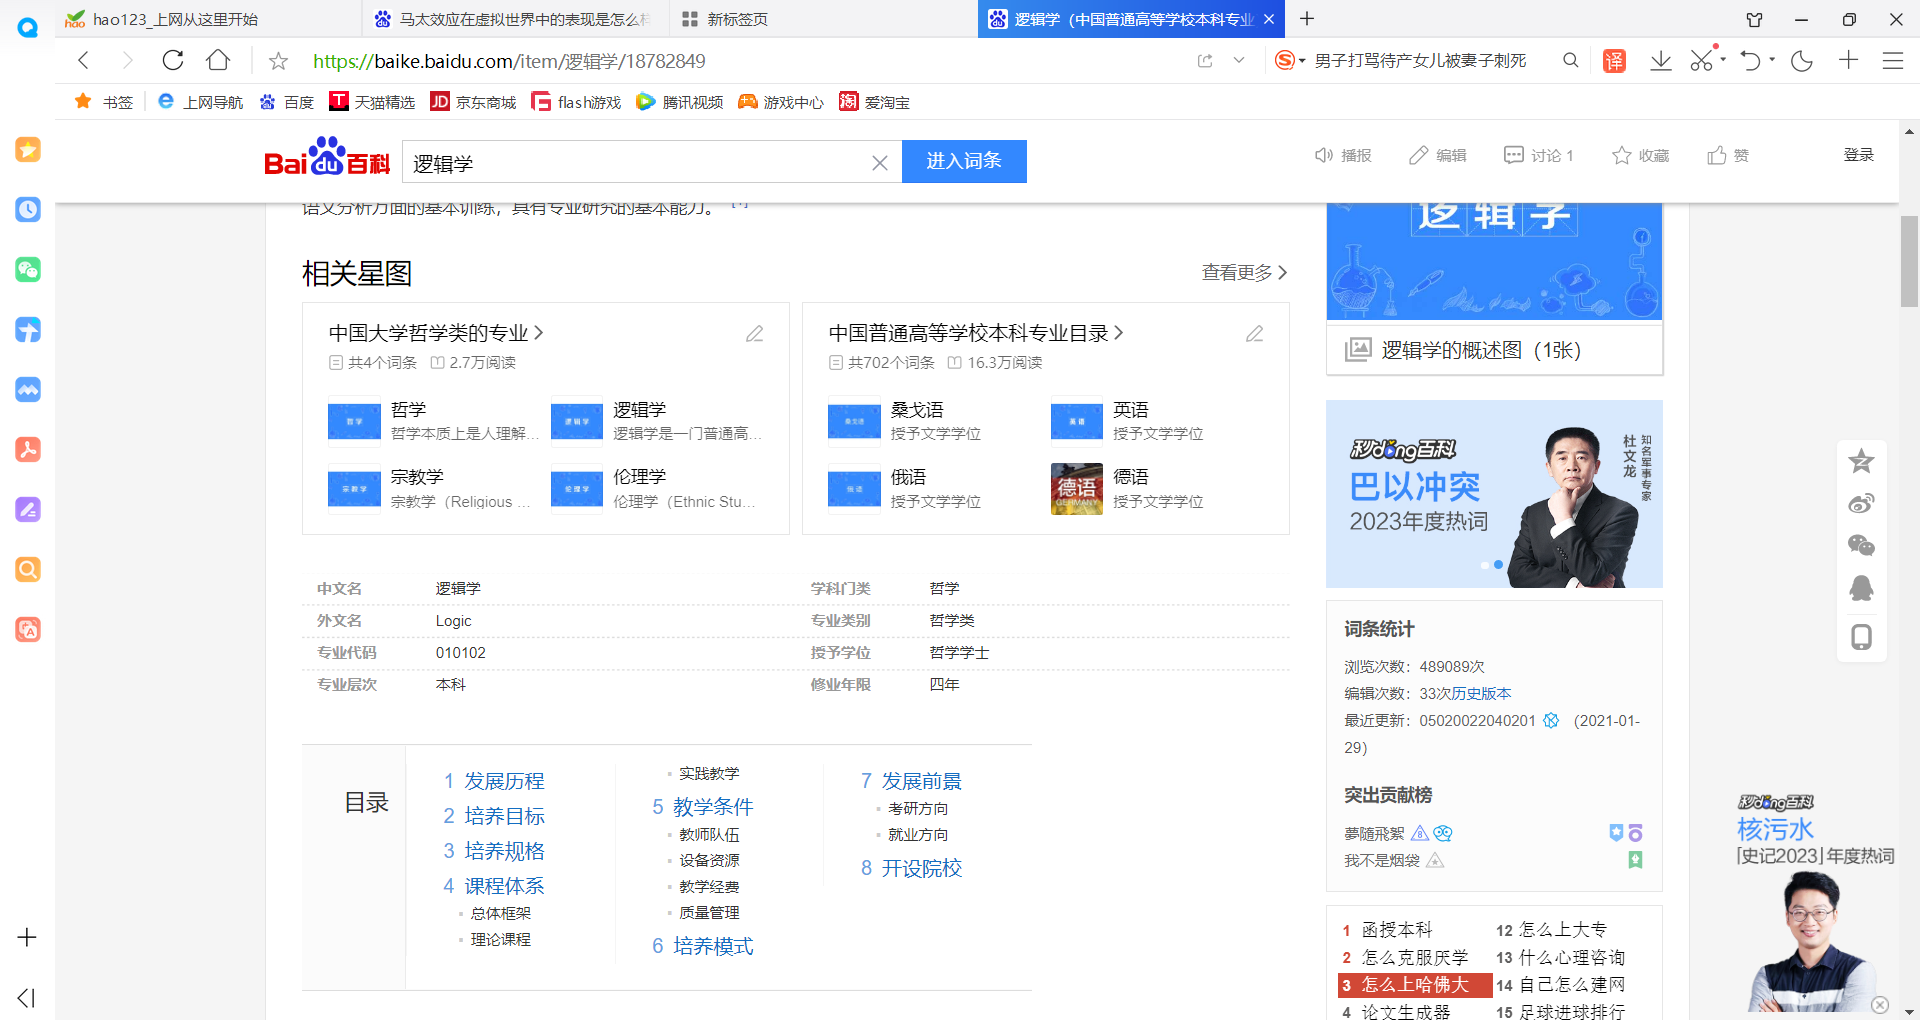 hao123_上网从这里开始
马太效应在虚拟世界中的表现是怎么样
新标签页
逻辑学（中国普通高等学校本科专业
https://baike.baidu.com/item/逻辑学/18782849
男子打骂待产女儿被妻子刺死
译
书签
上网导航
百度
天猫精选
京东商城
flash游戏
腾讯视频
游戏中心
爱淘宝
Bai du 百科
逻辑学
进入词条
播报
编辑
讨论 1
收藏
赞
登录
语义分析方面的基本训练，具有专业研究的基本能力。
逻辑学
相关星图
查看更多
中国大学哲学类的专业
共4个词条 2.7万阅读
哲学
哲学本质上是人理解...
逻辑学
逻辑学是一门普通高...
宗教学
宗教学（Religious ...
伦理学
伦理学（Ethnic Stu...
中国普通高等学校本科专业目录
共702个词条 16.3万阅读
桑戈语
授予文学学位
英语
授予文学学位
俄语
授予文学学位
德语
GERMANY
德语
授予文学学位
逻辑学的概述图（1张）
秒dong百科
巴以冲突
2023年度热词
知名军事专家
杜文龙
中文名 逻辑学
学科门类 哲学
外文名 Logic
专业类别 哲学类
专业代码 010102
授予学位 哲学学士
专业层次 本科
修业年限 四年
目录
1 发展历程
2 培养目标
3 培养规格
4 课程体系
总体框架
理论课程
实践教学
5 教学条件
教师队伍
设备资源
教学经费
质量管理
6 培养模式
7 发展前景
考研方向
就业方向
8 开设院校
词条统计
浏览次数：489089次
编辑次数：33次历史版本
最近更新：05020022040201 （2021-01-
29）
突出贡献榜
夢隨飛絮
我不是烟袋
1 函授本科
12 怎么上大专
2 怎么克服厌学
13 什么心理咨询
3 怎么上哈佛大
14 自己怎么建网
4 论文生成器
15 足球进球排行
秒dong百科
核污水
「史记2023」年度热词